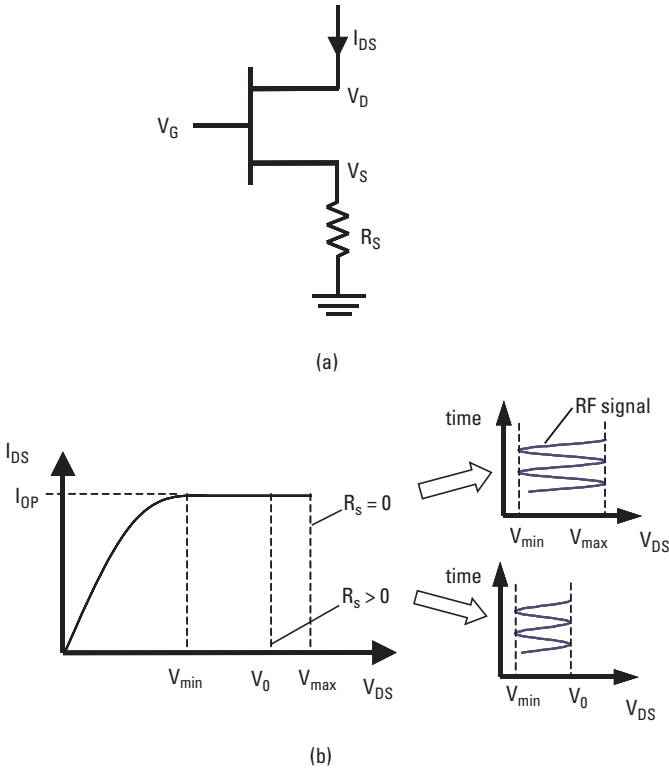 I_DS
V_D
V_G
V_S
R_S
(a)
RF signal
time
I_DS
I_OP
R_s = 0
V_min V_max V_DS
time
R_s > 0
V_min V_0 V_max V_DS
V_min V_0 V_DS
(b)